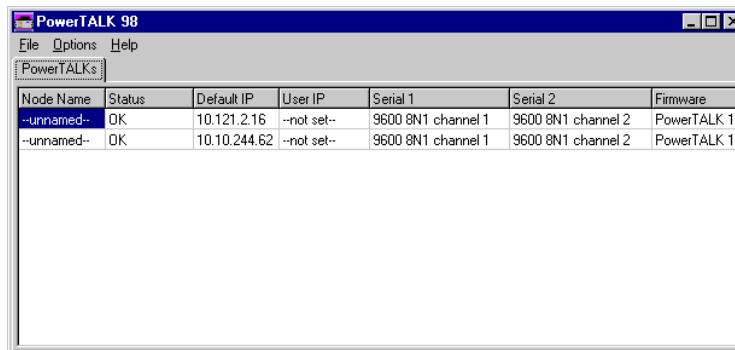 PowerTALK 98
File Options Help
PowerTALKs
Node Name Status Default IP User IP Serial 1 Serial 2 Firmware
--unnamed-- OK 10.121.2.16 --not set-- 9600 8N1 channel 1 9600 8N1 channel 2 PowerTALK 1
--unnamed-- OK 10.10.244.62 --not set-- 9600 8N1 channel 1 9600 8N1 channel 2 PowerTALK 1